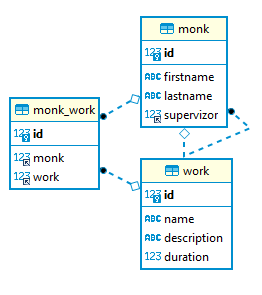 monk
id
firstname
lastname
supervizor
monk_work
id
monk
work
work
id
name
description
duration